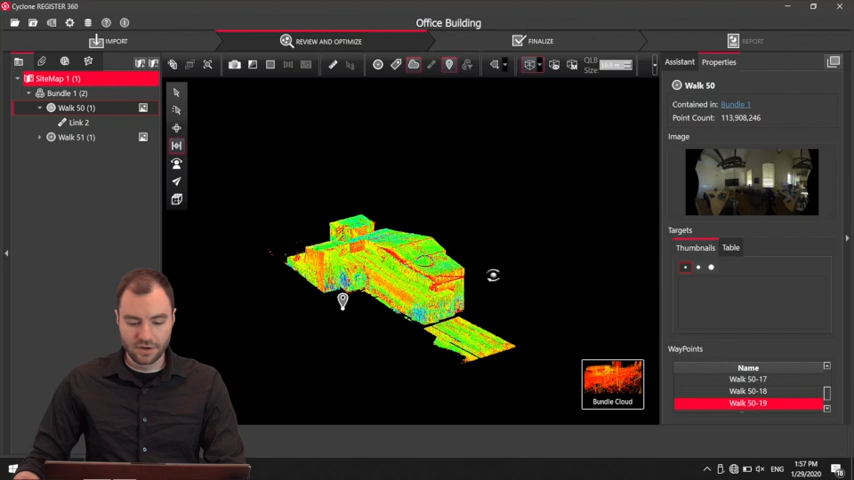 Cyclone REGISTER 360
Office Building
IMPORT
REVIEW AND OPTIMIZE
FINALIZE
REPORT
QLB
Size:
Assistant
Properties
SiteMap 1 (1)
Bundle 1 (2)
Walk 50 (1)
Link 2
Walk 51 (1)
Walk 50
Contained in: Bundle 1
Point Count: 113,908,246
Image
Targets
Thumbnails
Table
WayPoints
Name
Walk 50-17
Walk 50-18
Walk 50-19
Bundle Cloud
ENG
1:57 PM
1/29/2020
18